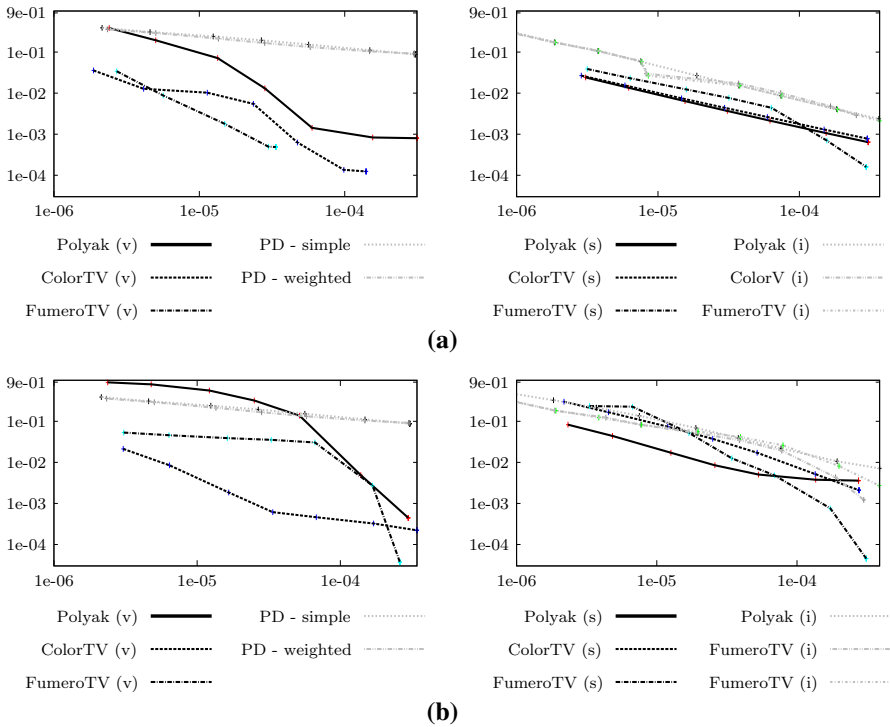 9e-01
1e-01
1e-02
1e-03
1e-04
1e-06 1e-05 1e-04
Polyak (v) PD - simple
ColorTV (v) PD - weighted
FumeroTV (v)
9e-01
1e-01
1e-02
1e-03
1e-04
1e-06 1e-05 1e-04
Polyak (s) Polyak (i)
ColorTV (s) ColorV (i)
FumeroTV (s) FumeroTV (i)
(a)
9e-01
1e-01
1e-02
1e-03
1e-04
1e-06 1e-05 1e-04
Polyak (v) PD - simple
ColorTV (v) PD - weighted
FumeroTV (v)
9e-01
1e-01
1e-02
1e-03
1e-04
1e-06 1e-05 1e-04
Polyak (s) Polyak (i)
ColorTV (s) FumeroTV (i)
FumeroTV (s) FumeroTV (i)
(b)